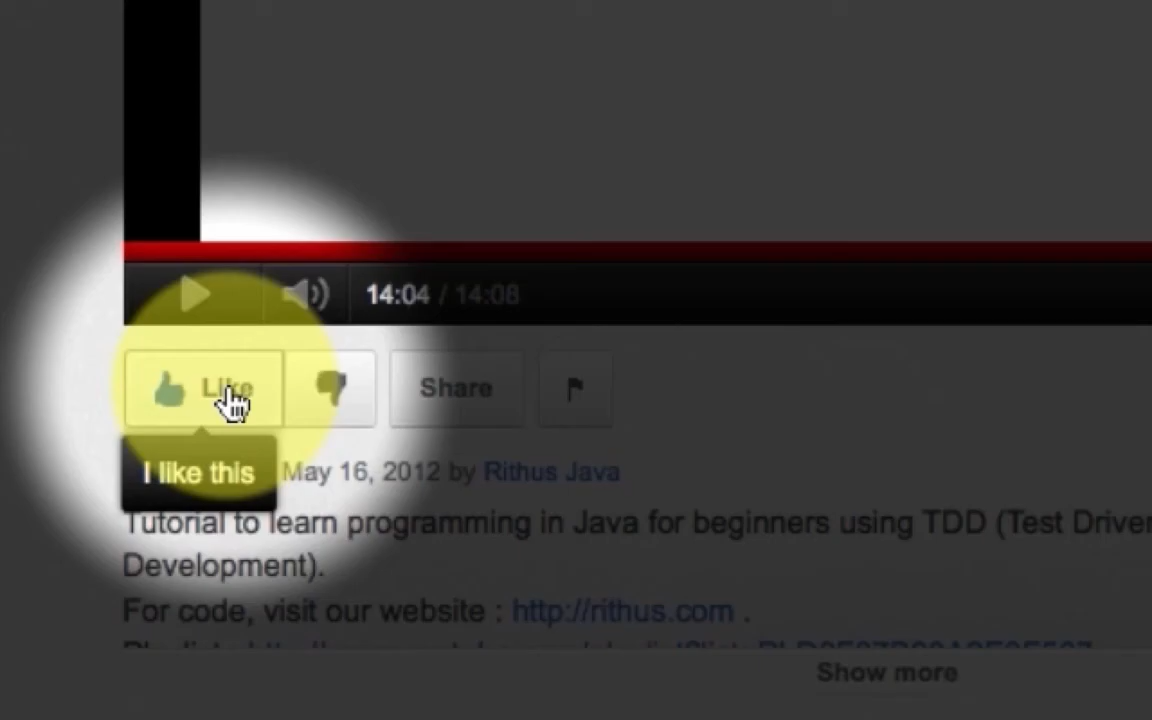 14:04 / 14:08
Like
Share
I like this
May 16, 2012 by Rithus Java
Tutorial to learn programming in Java for beginners using TDD (Test Driver
Development).
For code, visit our website : http://rithus.com .
Show more